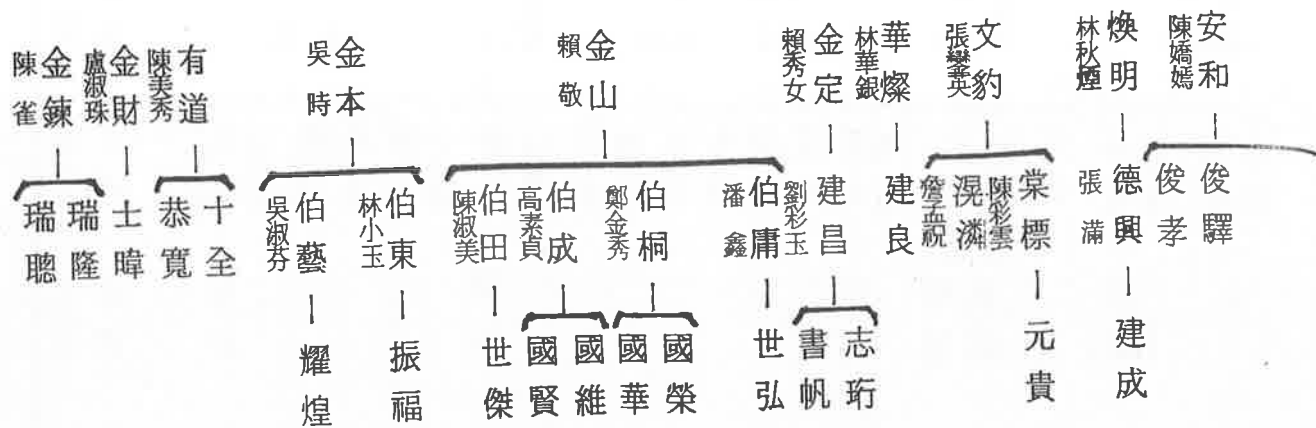 安和
陳嬌嫣
俊驛
俊孝
煥明
林秋煙
德興
張滿
建成
文豹
張變英
棠標
陳彩雲
滉潾
詹孟祝
元貴
華燦
林華銀
建良
金定
賴秀女
建昌
劉彩玉
志珩
書帆
金山
賴敬
伯庸
潘鑫
世弘
伯桐
鄭金秀
國榮
國華
伯成
高素貞
國維
國賢
伯田
陳淑美
世傑
金本
吳時
伯東
林小玉
振福
伯藝
吳淑芬
耀煌
有道
陳美秀
十全
恭寬
金財
盧淑珠
士暐
金鍊
陳雀
瑞隆
瑞聰